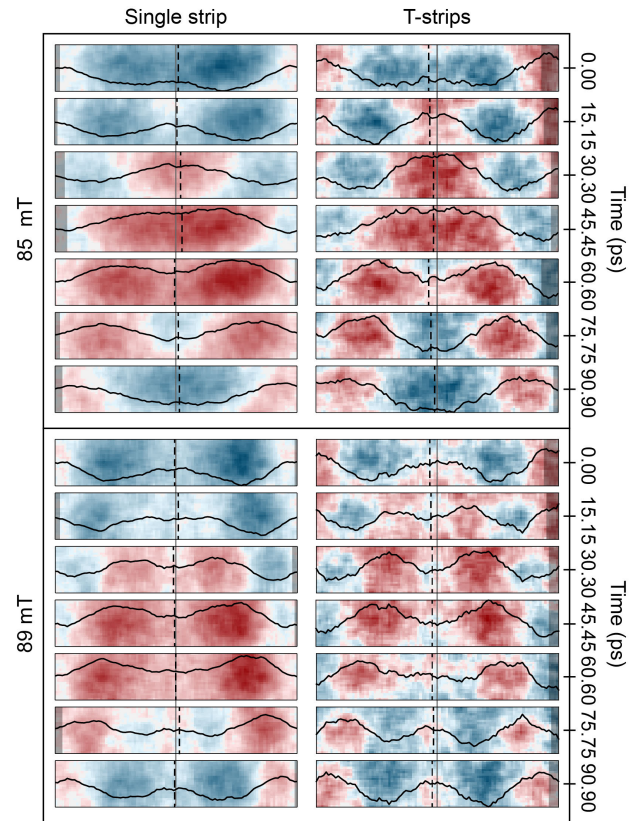 Single strip
T-strips
85 mT
0.00
15.15
30.30
45.45
60.60
75.75
90.90
Time (ps)
89 mT
0.00
15.15
30.30
45.45
60.60
75.75
90.90
Time (ps)